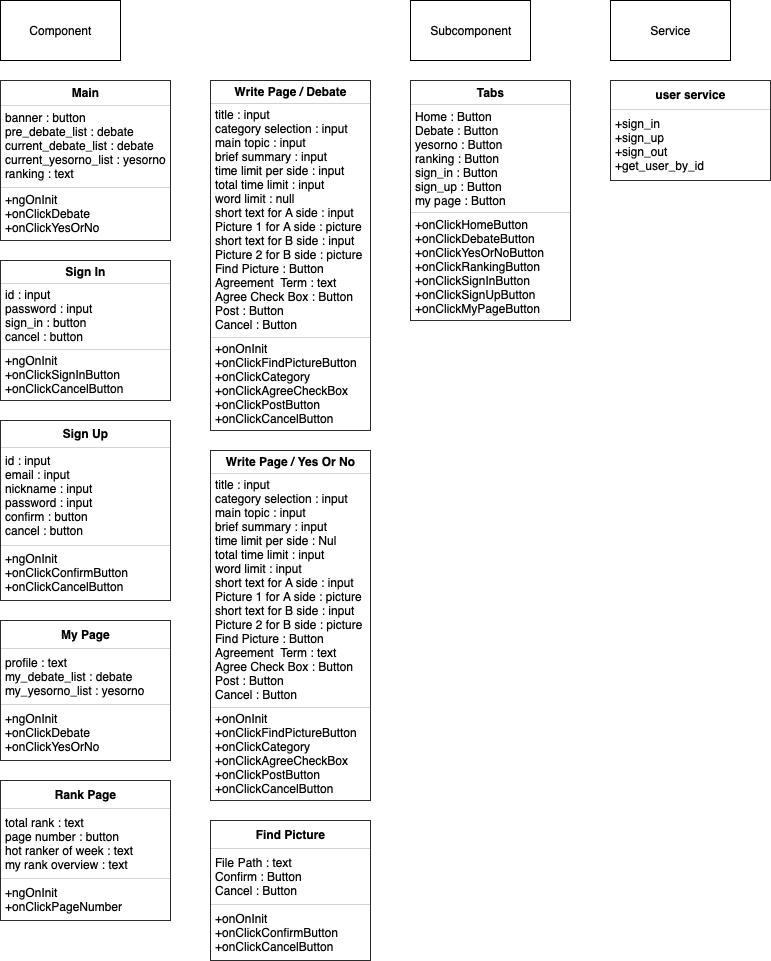 Component
Subcomponent
Service
Main
banner : button
pre_debate_list : debate
current_debate_list : debate
current_yesorno_list : yesorno
ranking : text
+ngOnInit
+onClickDebate
+onClickYesOrNo
Sign In
id : input
password : input
sign_in : button
cancel : button
+ngOnInit
+onClickSignInButton
+onClickCancelButton
Sign Up
id : input
email : input
nickname : input
password : input
confirm : button
cancel : button
+ngOnInit
+onClickConfirmButton
+onClickCancelButton
My Page
profile : text
my_debate_list : debate
my_yesorno_list : yesorno
+ngOnInit
+onClickDebate
+onClickYesOrNo
Rank Page
total rank : text
page number : button
hot ranker of week : text
my rank overview : text
+ngOnInit
+onClickPageNumber
Write Page / Debate
title : input
category selection : input
main topic : input
brief summary : input
time limit per side : input
total time limit : input
word limit : null
short text for A side : input
Picture 1 for A side : picture
short text for B side : input
Picture 2 for B side : picture
Find Picture : Button
Agreement  Term : text
Agree Check Box : Button
Post : Button
Cancel : Button
+onOnInit
+onClickFindPictureButton
+onClickCategory
+onClickAgreeCheckBox
+onClickPostButton
+onClickCancelButton
Write Page / Yes Or No
title : input
category selection : input
main topic : input
brief summary : input
time limit per side : Nul
total time limit : input
word limit : input
short text for A side : input
Picture 1 for A side : picture
short text for B side : input
Picture 2 for B side : picture
Find Picture : Button
Agreement  Term : text
Agree Check Box : Button
Post : Button
Cancel : Button
+onOnInit
+onClickFindPictureButton
+onClickCategory
+onClickAgreeCheckBox
+onClickPostButton
+onClickCancelButton
Find Picture
File Path : text
Confirm : Button
Cancel : Button
+onOnInit
+onClickConfirmButton
+onClickCancelButton
Tabs
Home : Button
Debate : Button
yesorno : Button
ranking : Button
sign_in : Button
sign_up : Button
my page : Button
+onClickHomeButton
+onClickDebateButton
+onClickYesOrNoButton
+onClickRankingButton
+onClickSignInButton
+onClickSignUpButton
+onClickMyPageButton
user service
+sign_in
+sign_up
+sign_out
+get_user_by_id